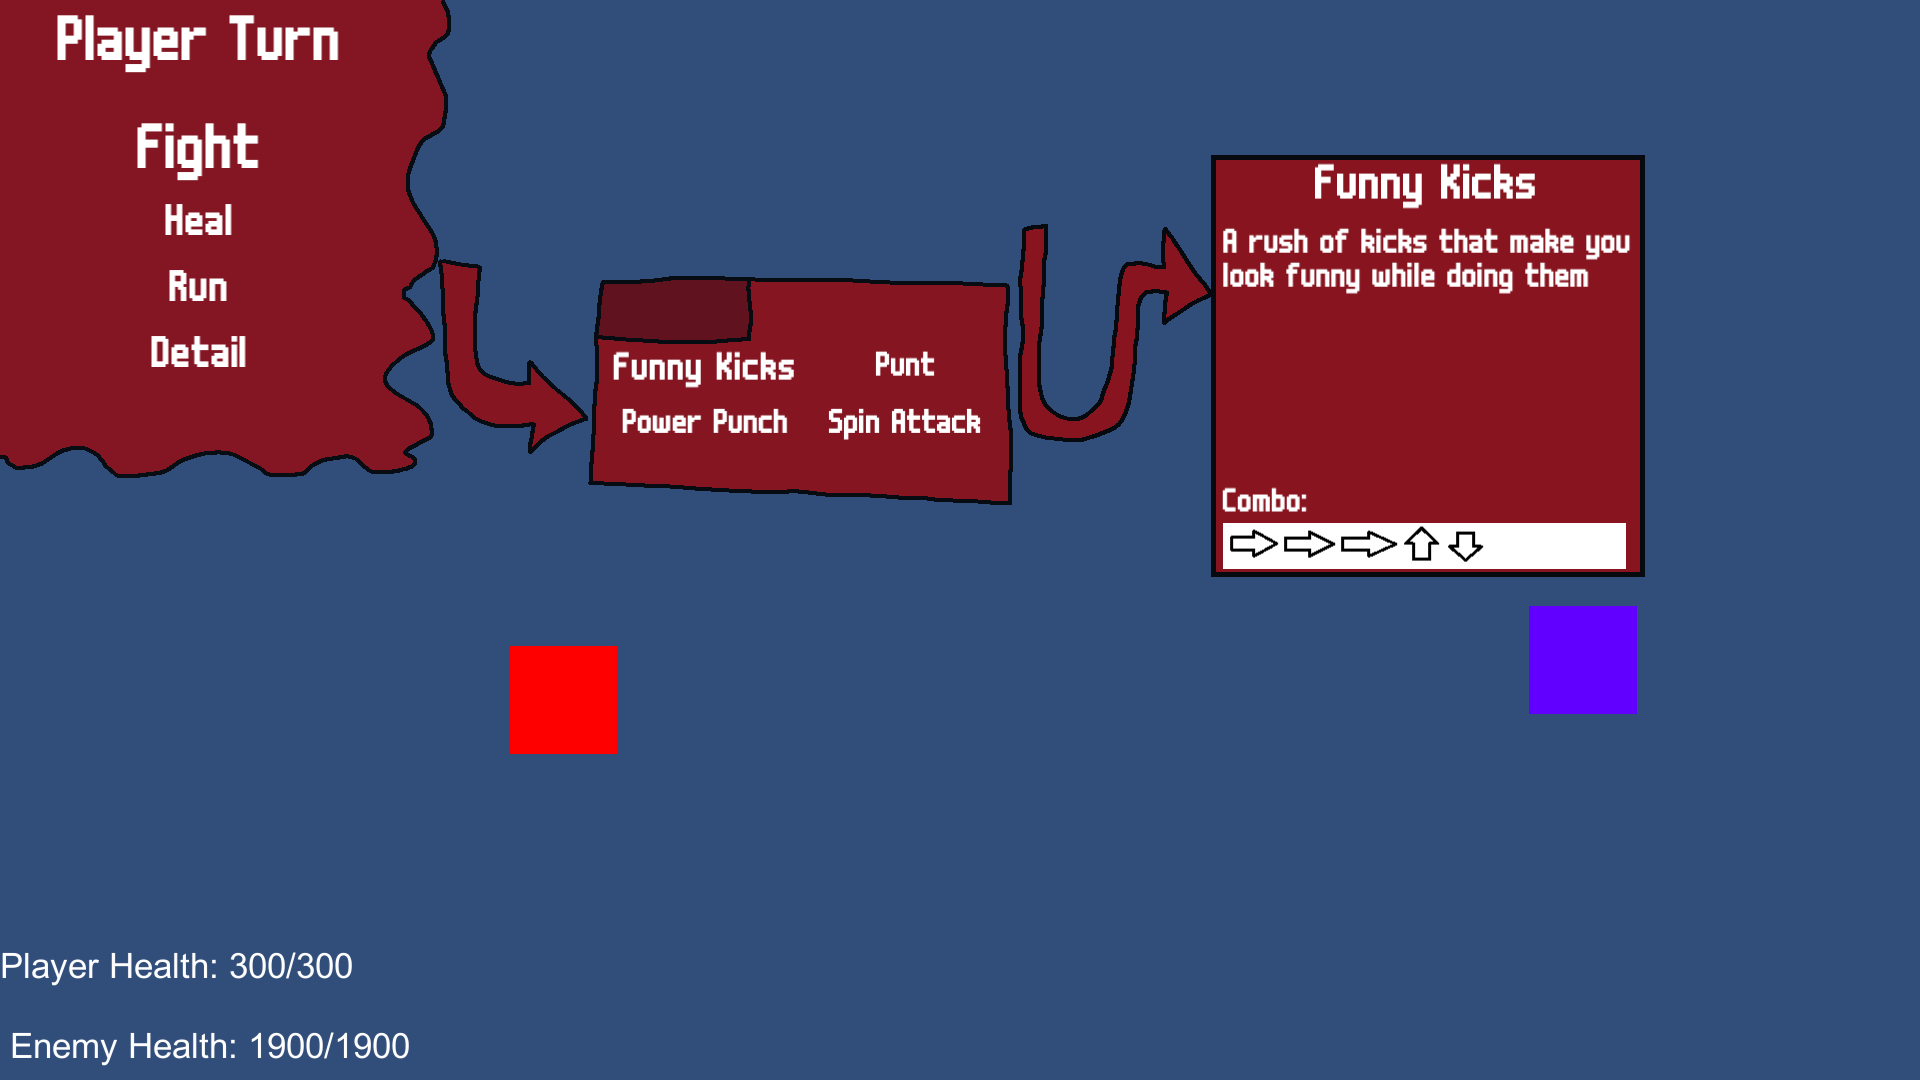 Player Turn
Fight
Heal
Run
Detail
Funny Kicks
Punt
Power Punch
Spin Attack
Funny Kicks
A rush of kicks that make you
look funny while doing them
Combo:
Player Health: 300/300
Enemy Health: 1900/1900